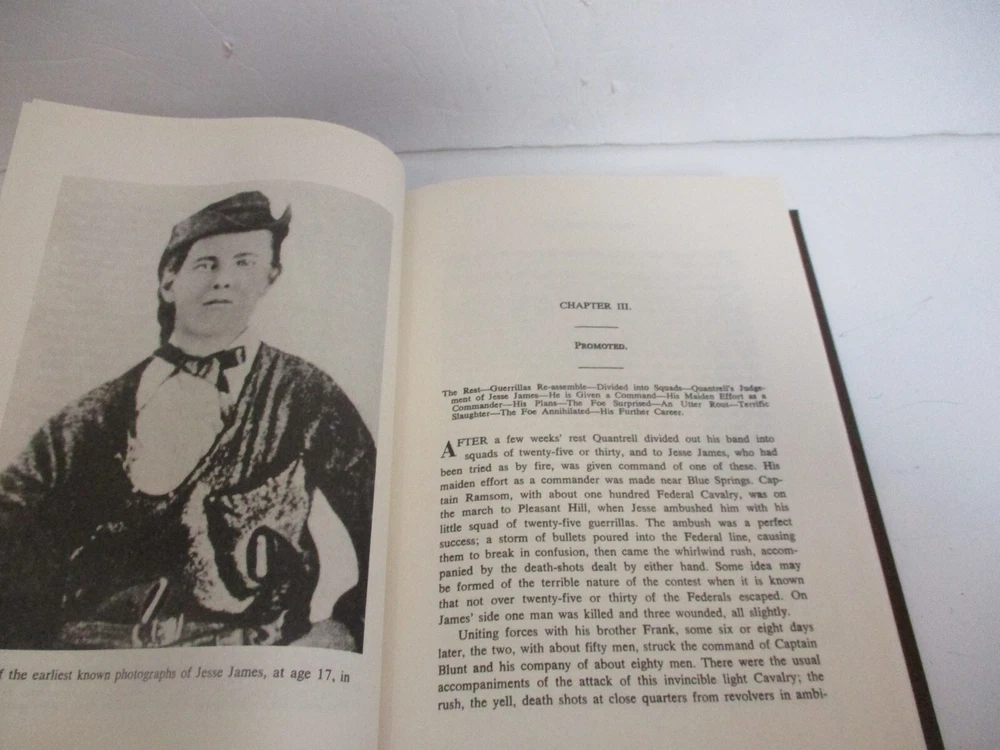 f the earliest known photographs of Jesse James, at age 17, in
CHAPTER III.
PROMOTED.
The Rest—Guerrillas Re-assemble—Divided into Squads—Quantrell's Judge-
ment of Jesse James—He is Given a Command—His Maiden Effort as a
Commander—His Plans—The Foe Surprised—An Utter Rout—Terrific
Slaughter—The Foe Annihilated—His Further Career.
AFTER a few weeks' rest Quantrell divided out his band into
squads of twenty-five or thirty, and to Jesse James, who had
been tried as by fire, was given command of one of these. His
maiden effort as a commander was made near Blue Springs. Cap-
tain Ramsom, with about one hundred Federal Cavalry, was on
the march to Pleasant Hill, when Jesse ambushed him with his
little squad of twenty-five guerrillas. The ambush was a perfect
success; a storm of bullets poured into the Federal line, causing
them to break in confusion, then came the whirlwind rush, accom-
panied by the death-shots dealt by either hand. Some idea may
be formed of the terrible nature of the contest when it is known
that not over twenty-five or thirty of the Federals escaped. On
James' side one man was killed and three wounded, all slightly.
Uniting forces with his brother Frank, some six or eight days
later, the two, with about fifty men, struck the command of Captain
Blunt and his company of about eighty men. There were the usual
accompaniments of the attack of this invincible light Cavalry; the
rush, the yell, death shots at close quarters from revolvers in ambi-